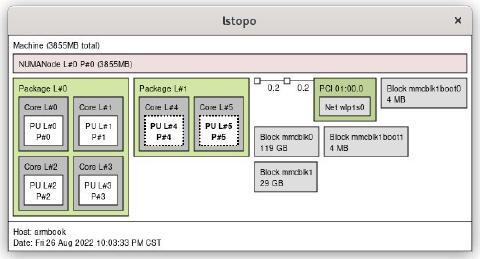 lstopo
Machine (3855MB total)
NUMANode L#0 P#0 (3855MB)
Package L#0
Core L#0
PU L#0
P#0
Core L#1
PU L#1
P#1
Core L#2
PU L#2
P#2
Core L#3
PU L#3
P#3
Package L#1
Core L#4
PU L#4
P#4
Core L#5
PU L#5
P#5
0.2
0.2
PCI 01:00.0
Net wlp1s0
Block mmcblk1boot0
4 MB
Block mmcblk0
119 GB
Block mmcblk1boot1
4 MB
Block mmcblk1
29 GB
Host: armbook
Date: Fri 26 Aug 2022 10:03:33 PM CST